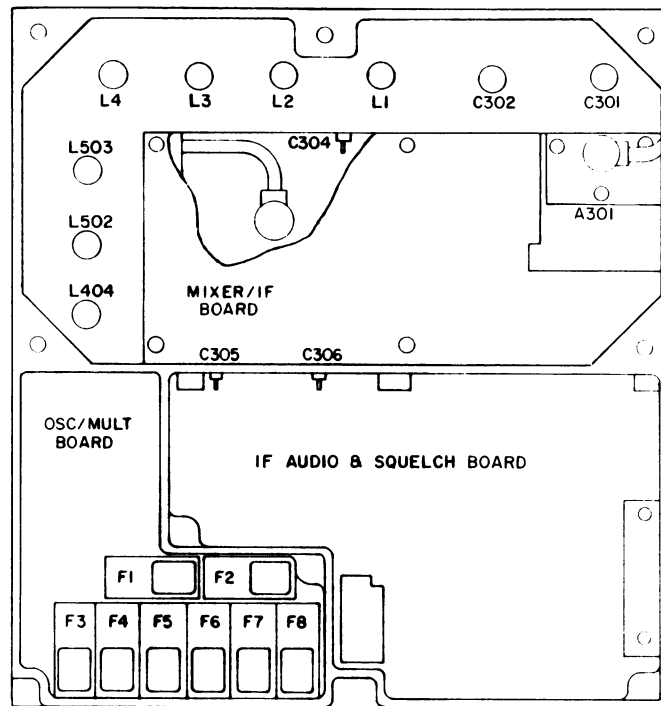 L4 L3 L2 L1 C302 C301
C304
L503
A301
L502
L404
MIXER/IF
BOARD
C305 C306
OSC/MULT
BOARD
IF AUDIO & SQUELCH BOARD
F1 F2
F3 F4 F5 F6 F7 F8